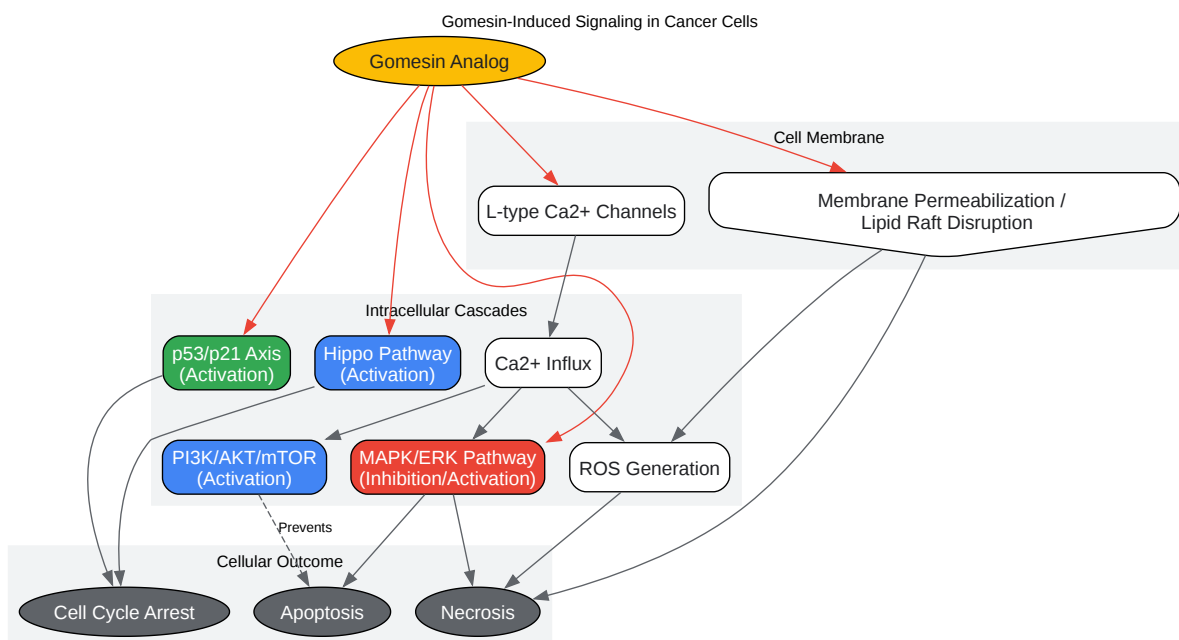 Gomesin-Induced Signaling in Cancer Cells
Gomesin Analog
Cell Membrane
L-type Ca2+ Channels
Membrane Permeabilization /
Lipid Raft Disruption
Intracellular Cascades
p53/p21 Axis
(Activation)
Hippo Pathway
(Activation)
Ca2+ Influx
PI3K/AKT/mTOR
(Activation)
MAPK/ERK Pathway
(Inhibition/Activation)
ROS Generation
Prevents
Cellular Outcome
Cell Cycle Arrest
Apoptosis
Necrosis